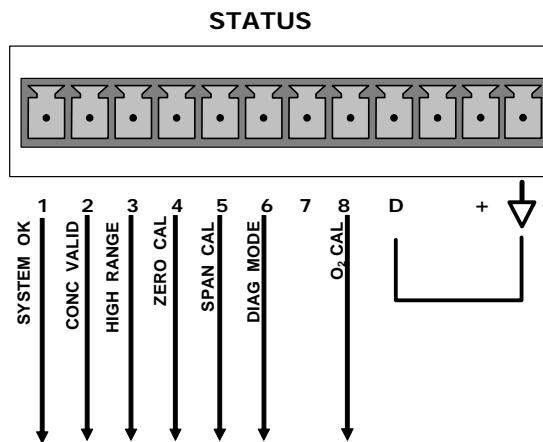 STATUS
1 2 3 4 5 6 7 8 D +
SYSTEM OK
CONC VALID
HIGH RANGE
ZERO CAL
SPAN CAL
DIAG MODE
O₂ CAL